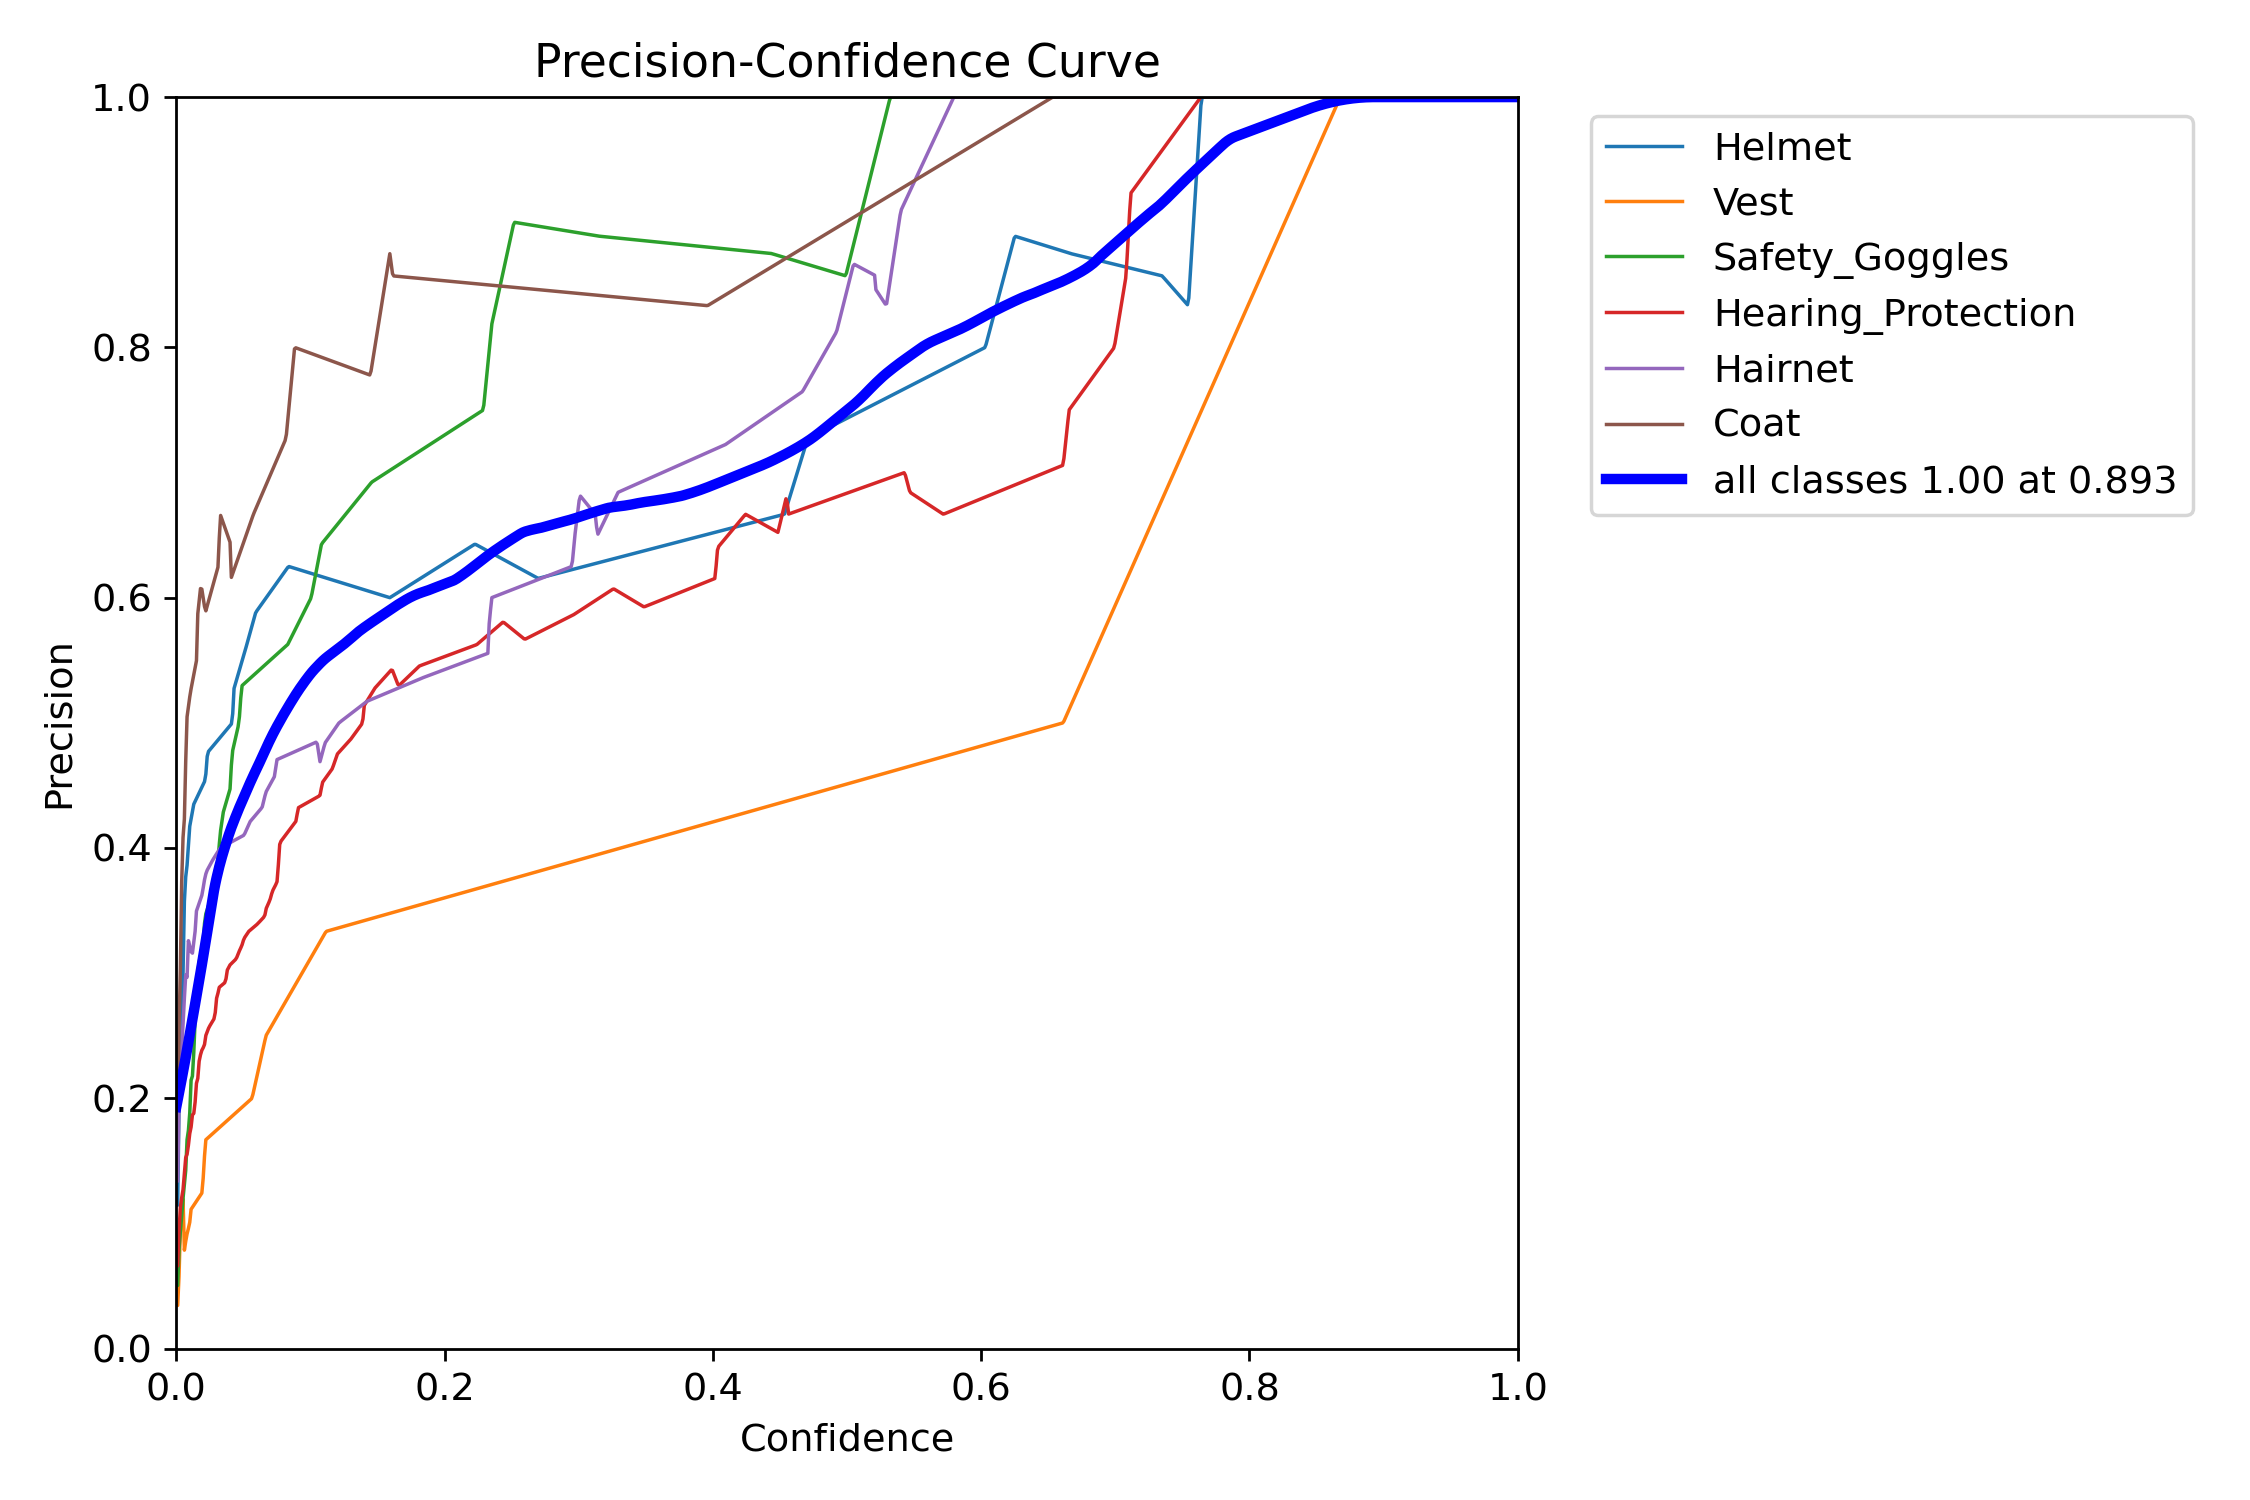 Precision-Confidence Curve
1.0
0.8
0.6
0.4
0.2
0.0
Precision
0.0 0.2 0.4 0.6 0.8 1.0
Confidence
Helmet
Vest
Safety_Goggles
Hearing_Protection
Hairnet
Coat
all classes 1.00 at 0.893